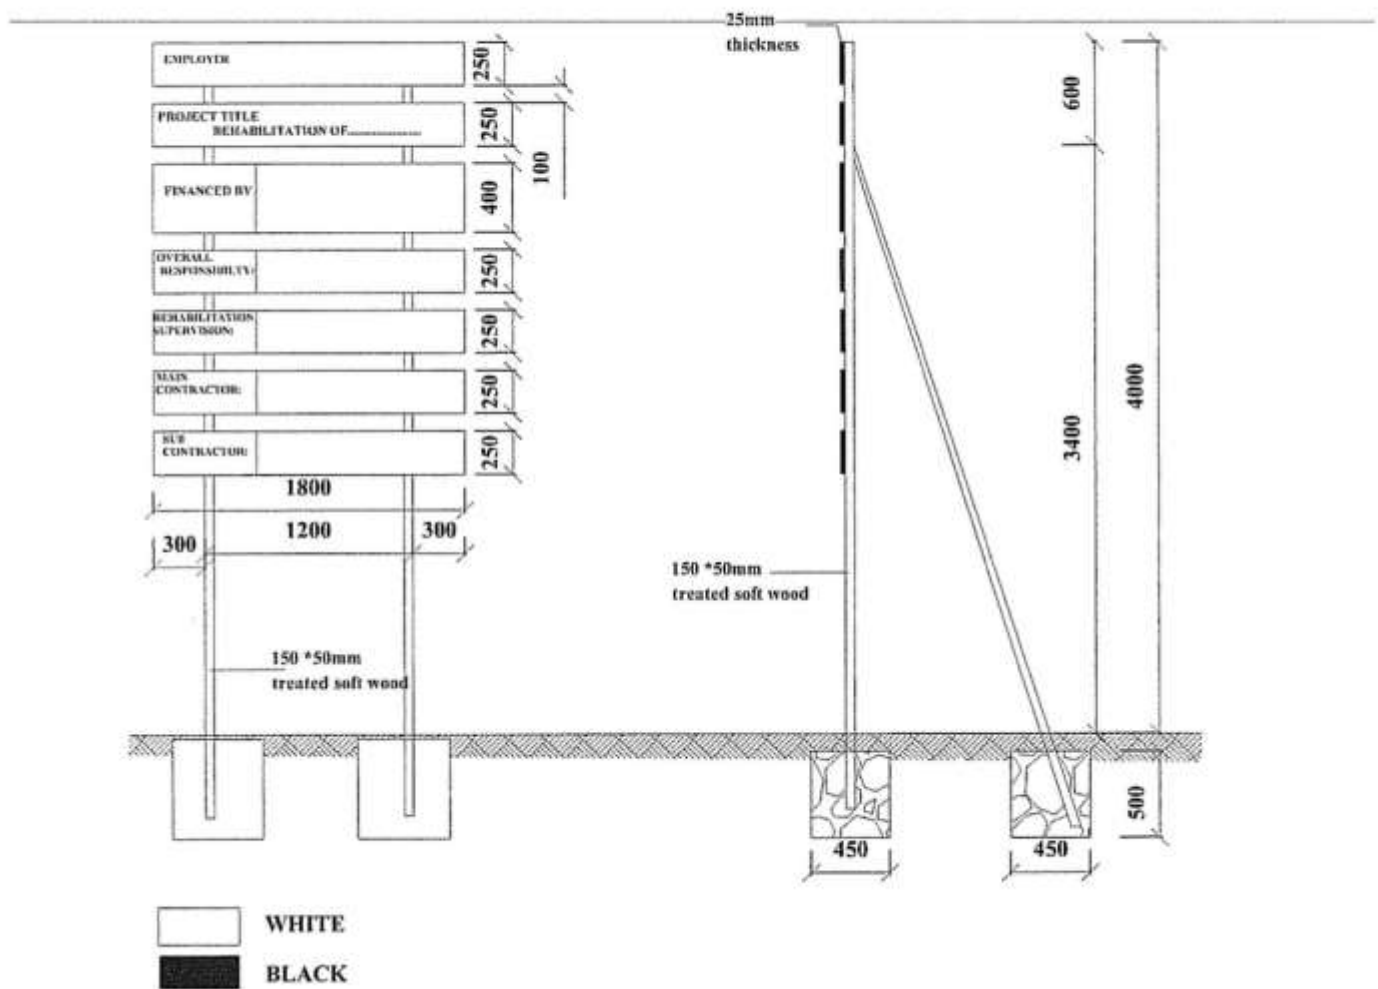 25mm
thickness
EMPLOYER
250
PROJECT TITLE
REHABILITATION OF......................
250
100
FINANCED BY
400
OVERALL
RESPONSIBILTY:
250
REHABILITATION
SUPERVISION:
250
MAIN
CONTRACTOR:
250
SUB
CONTRACTOR:
250
1800
300
1200
300
150 *50mm
treated soft wood
600
3400
4000
150 *50mm
treated soft wood
500
450
450
WHITE
BLACK